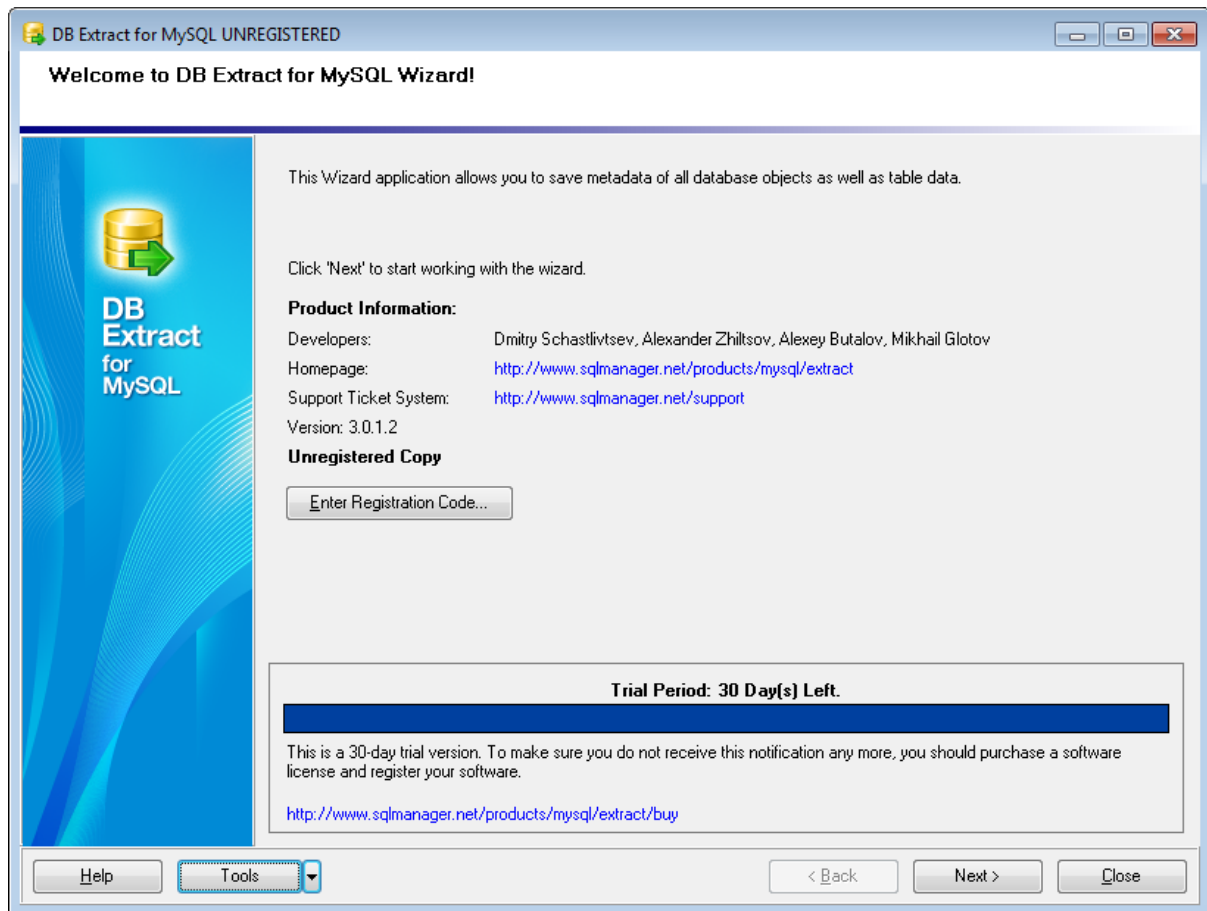 DB Extract for MySQL UNREGISTERED
Welcome to DB Extract for MySQL Wizard!
DB
Extract
for
MySQL
This Wizard application allows you to save metadata of all database objects as well as table data.
Click 'Next' to start working with the wizard.
Product Information:
Developers: Dmitry Schastlivtsev, Alexander Zhiltsov, Alexey Butalov, Mikhail Glotov
Homepage: http://www.sqlmanager.net/products/mysql/extract
Support Ticket System: http://www.sqlmanager.net/support
Version: 3.0.1.2
Unregistered Copy
Enter Registration Code...
Trial Period: 30 Day(s) Left.
This is a 30-day trial version. To make sure you do not receive this notification any more, you should purchase a software
license and register your software.
http://www.sqlmanager.net/products/mysql/extract/buy
Help Tools < Back Next > Close